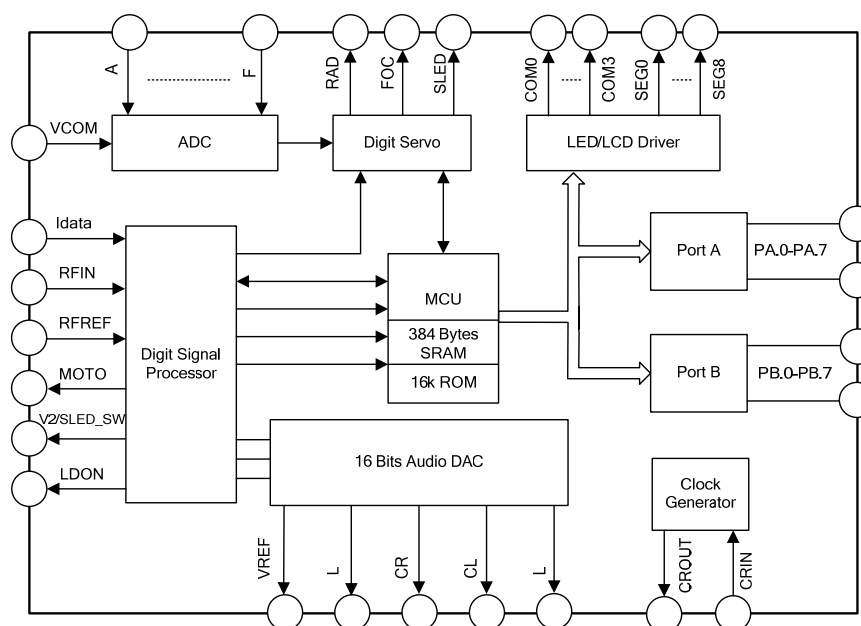 A
F
RAD
FOC
SLED
COM0
COM3
SEG0
SEG8
VCOM
ADC
Digit Servo
LED/LCD Driver
Idata
RFIN
RFREF
MOTO
V2/SLED_SW
LDON
Digit Signal
Processor
MCU
384 Bytes
SRAM
16k ROM
Port A
PA.0-PA.7
Port B
PB.0-PB.7
16 Bits Audio DAC
Clock
Generator
VREF
L
CR
CL
L
CROUT
CRIN